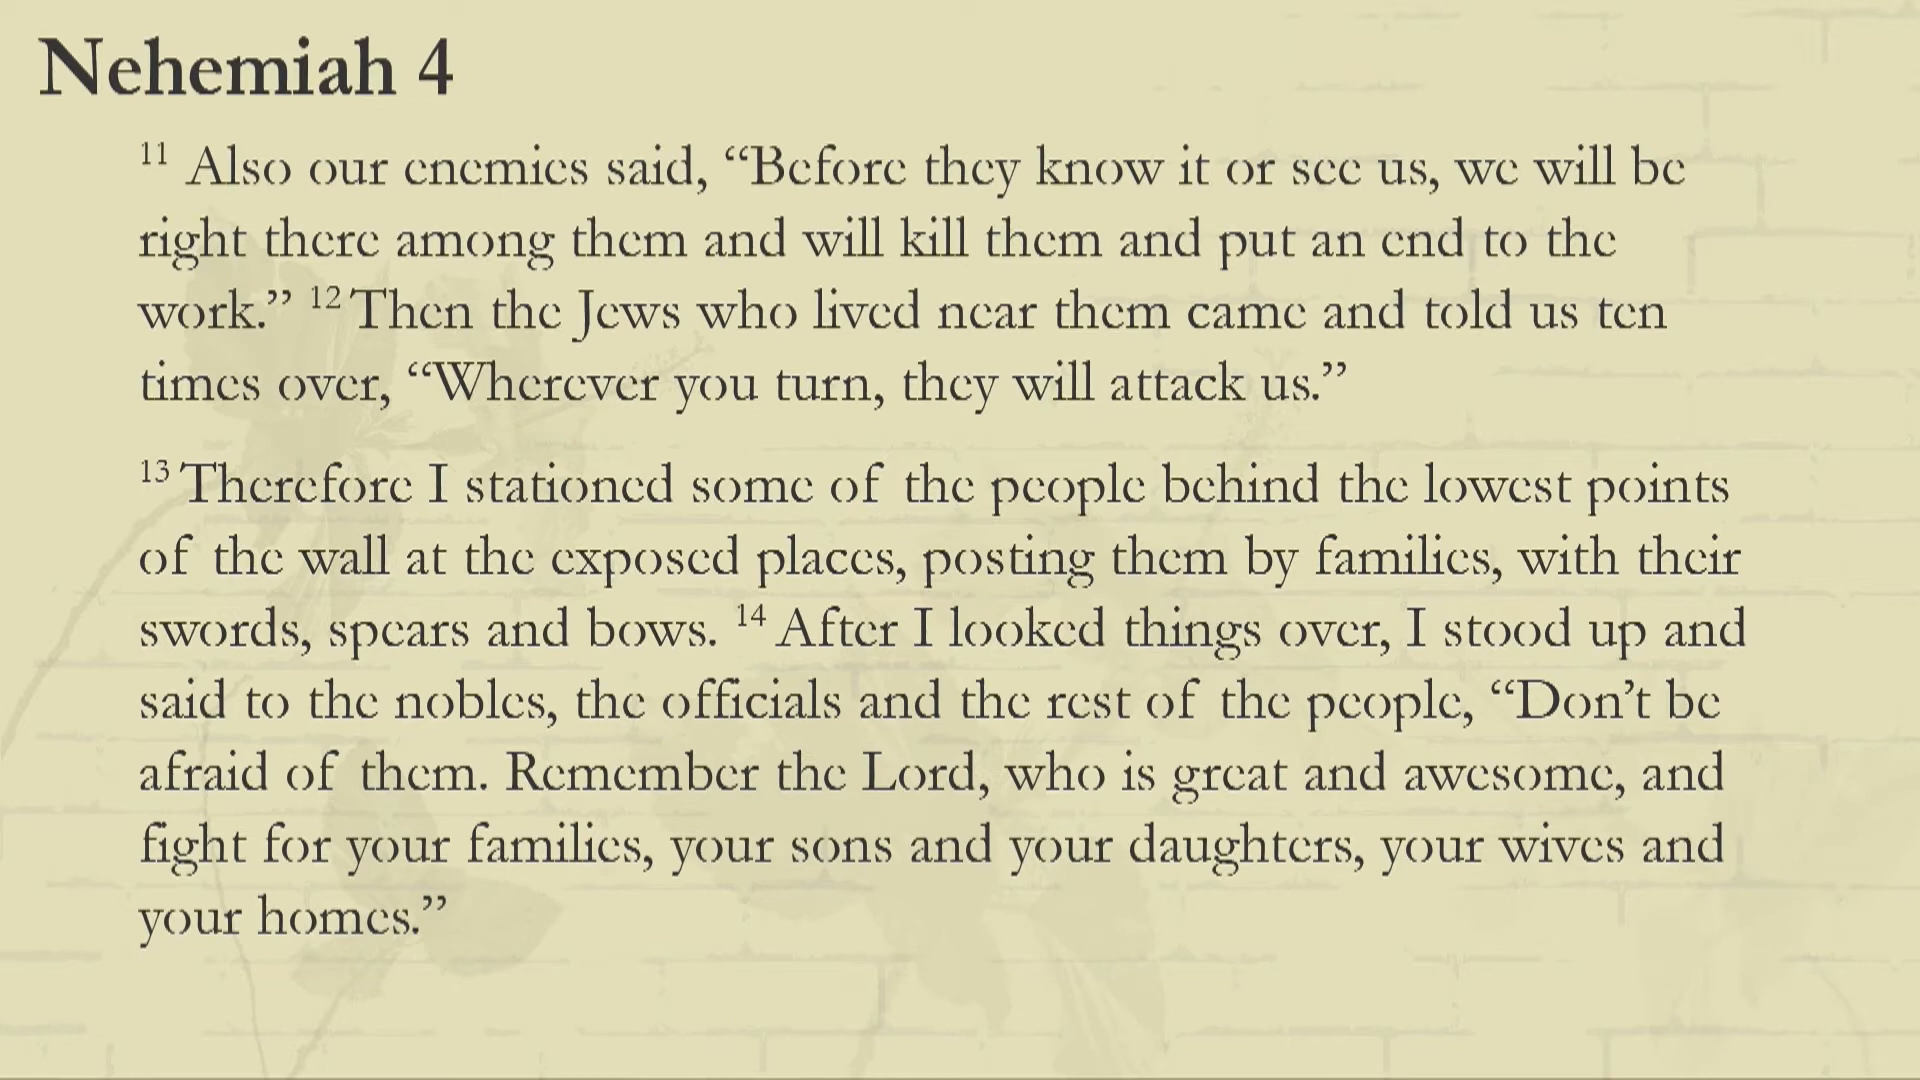 Nehemiah 4
11 Also our enemies said, “Before they know it or see us, we will be
right there among them and will kill them and put an end to the
work.” 12 Then the Jews who lived near them came and told us ten
times over, “Wherever you turn, they will attack us.”
13 Therefore I stationed some of the people behind the lowest points
of the wall at the exposed places, posting them by families, with their
swords, spears and bows. 14 After I looked things over, I stood up and
said to the nobles, the officials and the rest of the people, “Don’t be
afraid of them. Remember the Lord, who is great and awesome, and
fight for your families, your sons and your daughters, your wives and
your homes.”